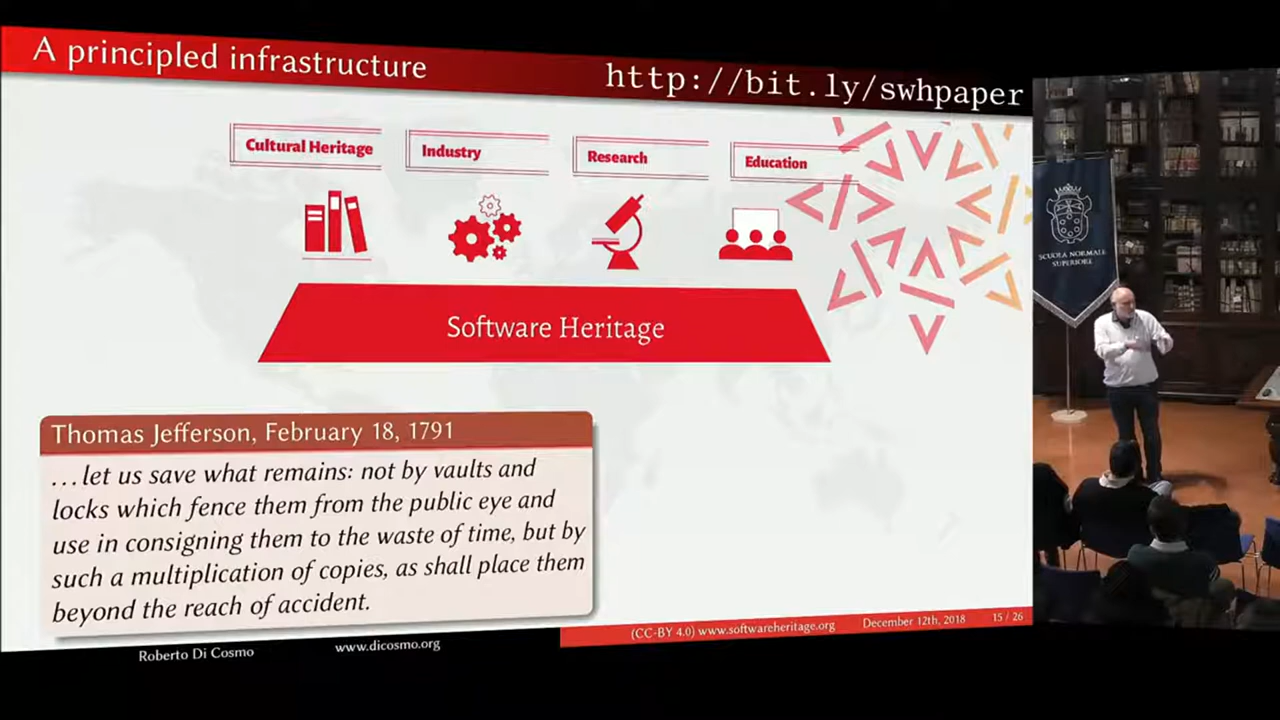 A principled infrastructure
http://bit.ly/swhpaper
Cultural Heritage
Industry
Research
Education
Software Heritage
Thomas Jefferson, February 18, 1791
...let us save what remains: not by vaults and
locks which fence them from the public eye and
use in consigning them to the waste of time, but by
such a multiplication of copies, as shall place them
beyond the reach of accident.
(CC-BY 4.0) www.softwareheritage.org
December 12th, 2018
15 / 26
Roberto Di Cosmo
www.dicosmo.org
SCUOLA NORMALE
SUPERIORE